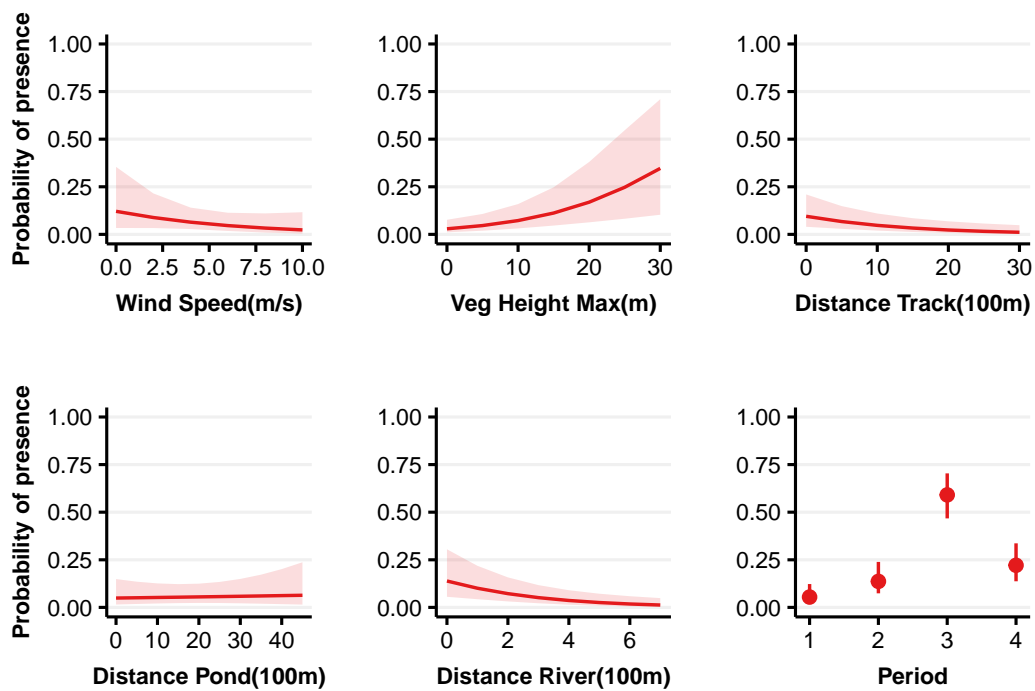 Probability of presence
1.00
0.75
0.50
0.25
0.00
0.0 2.5 5.0 7.5 10.0
Wind Speed(m/s)
1.00
0.75
0.50
0.25
0.00
0 10 20 30
Veg Height Max(m)
1.00
0.75
0.50
0.25
0.00
0 10 20 30
Distance Track(100m)
Probability of presence
1.00
0.75
0.50
0.25
0.00
0 10 20 30 40
Distance Pond(100m)
1.00
0.75
0.50
0.25
0.00
0 2 4 6
Distance River(100m)
1.00
0.75
0.50
0.25
0.00
1 2 3 4
Period